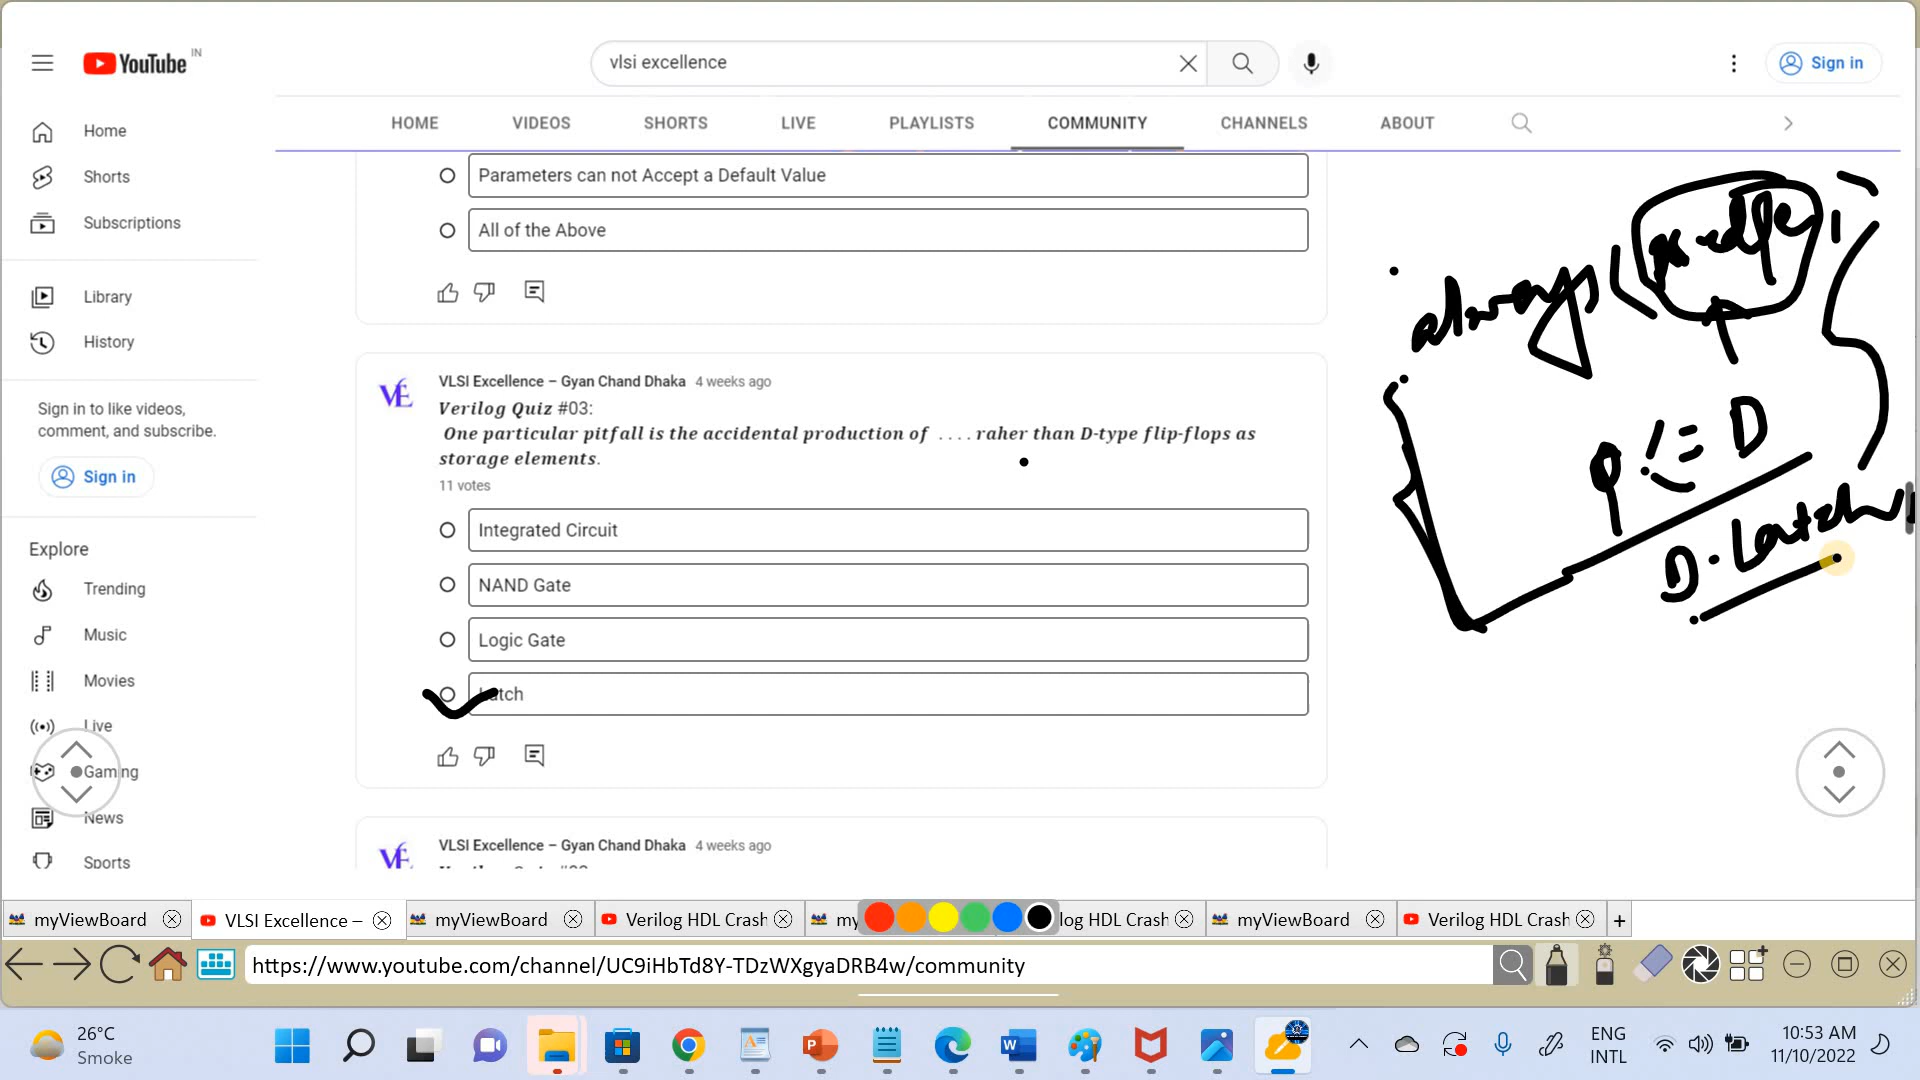 YouTube IN
vlsi excellence
Sign in
HOME VIDEOS SHORTS LIVE PLAYLISTS COMMUNITY CHANNELS ABOUT
Home
Shorts
Subscriptions
Library
History
Sign in to like videos,
comment, and subscribe.
Sign in
Explore
Trending
Music
Movies
Live
Gaming
News
Sports
Parameters can not Accept a Default Value
All of the Above
VLSI Excellence – Gyan Chand Dhaka 4 weeks ago
Verilog Quiz #03:
One particular pitfall is the accidental production of .... raher than D-type flip-flops as
storage elements.
11 votes
Integrated Circuit
NAND Gate
Logic Gate
Latch
VLSI Excellence – Gyan Chand Dhaka 4 weeks ago
always (
Q <= D
D. Latch
myViewBoard VLSI Excellence – myViewBoard Verilog HDL Crash my log HDL Crash myViewBoard Verilog HDL Crash +
https://www.youtube.com/channel/UC9iHbTd8Y-TDzWXgyaDRB4w/community
26°C
Smoke
ENG
INTL
10:53 AM
11/10/2022